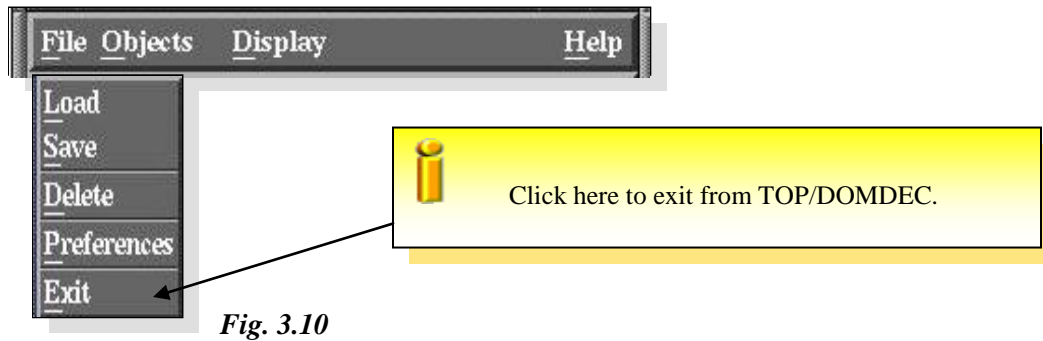 File Objects Display Help
Load
Save
Delete
Preferences
Exit
Click here to exit from TOP/DOMDEC.
Fig. 3.10